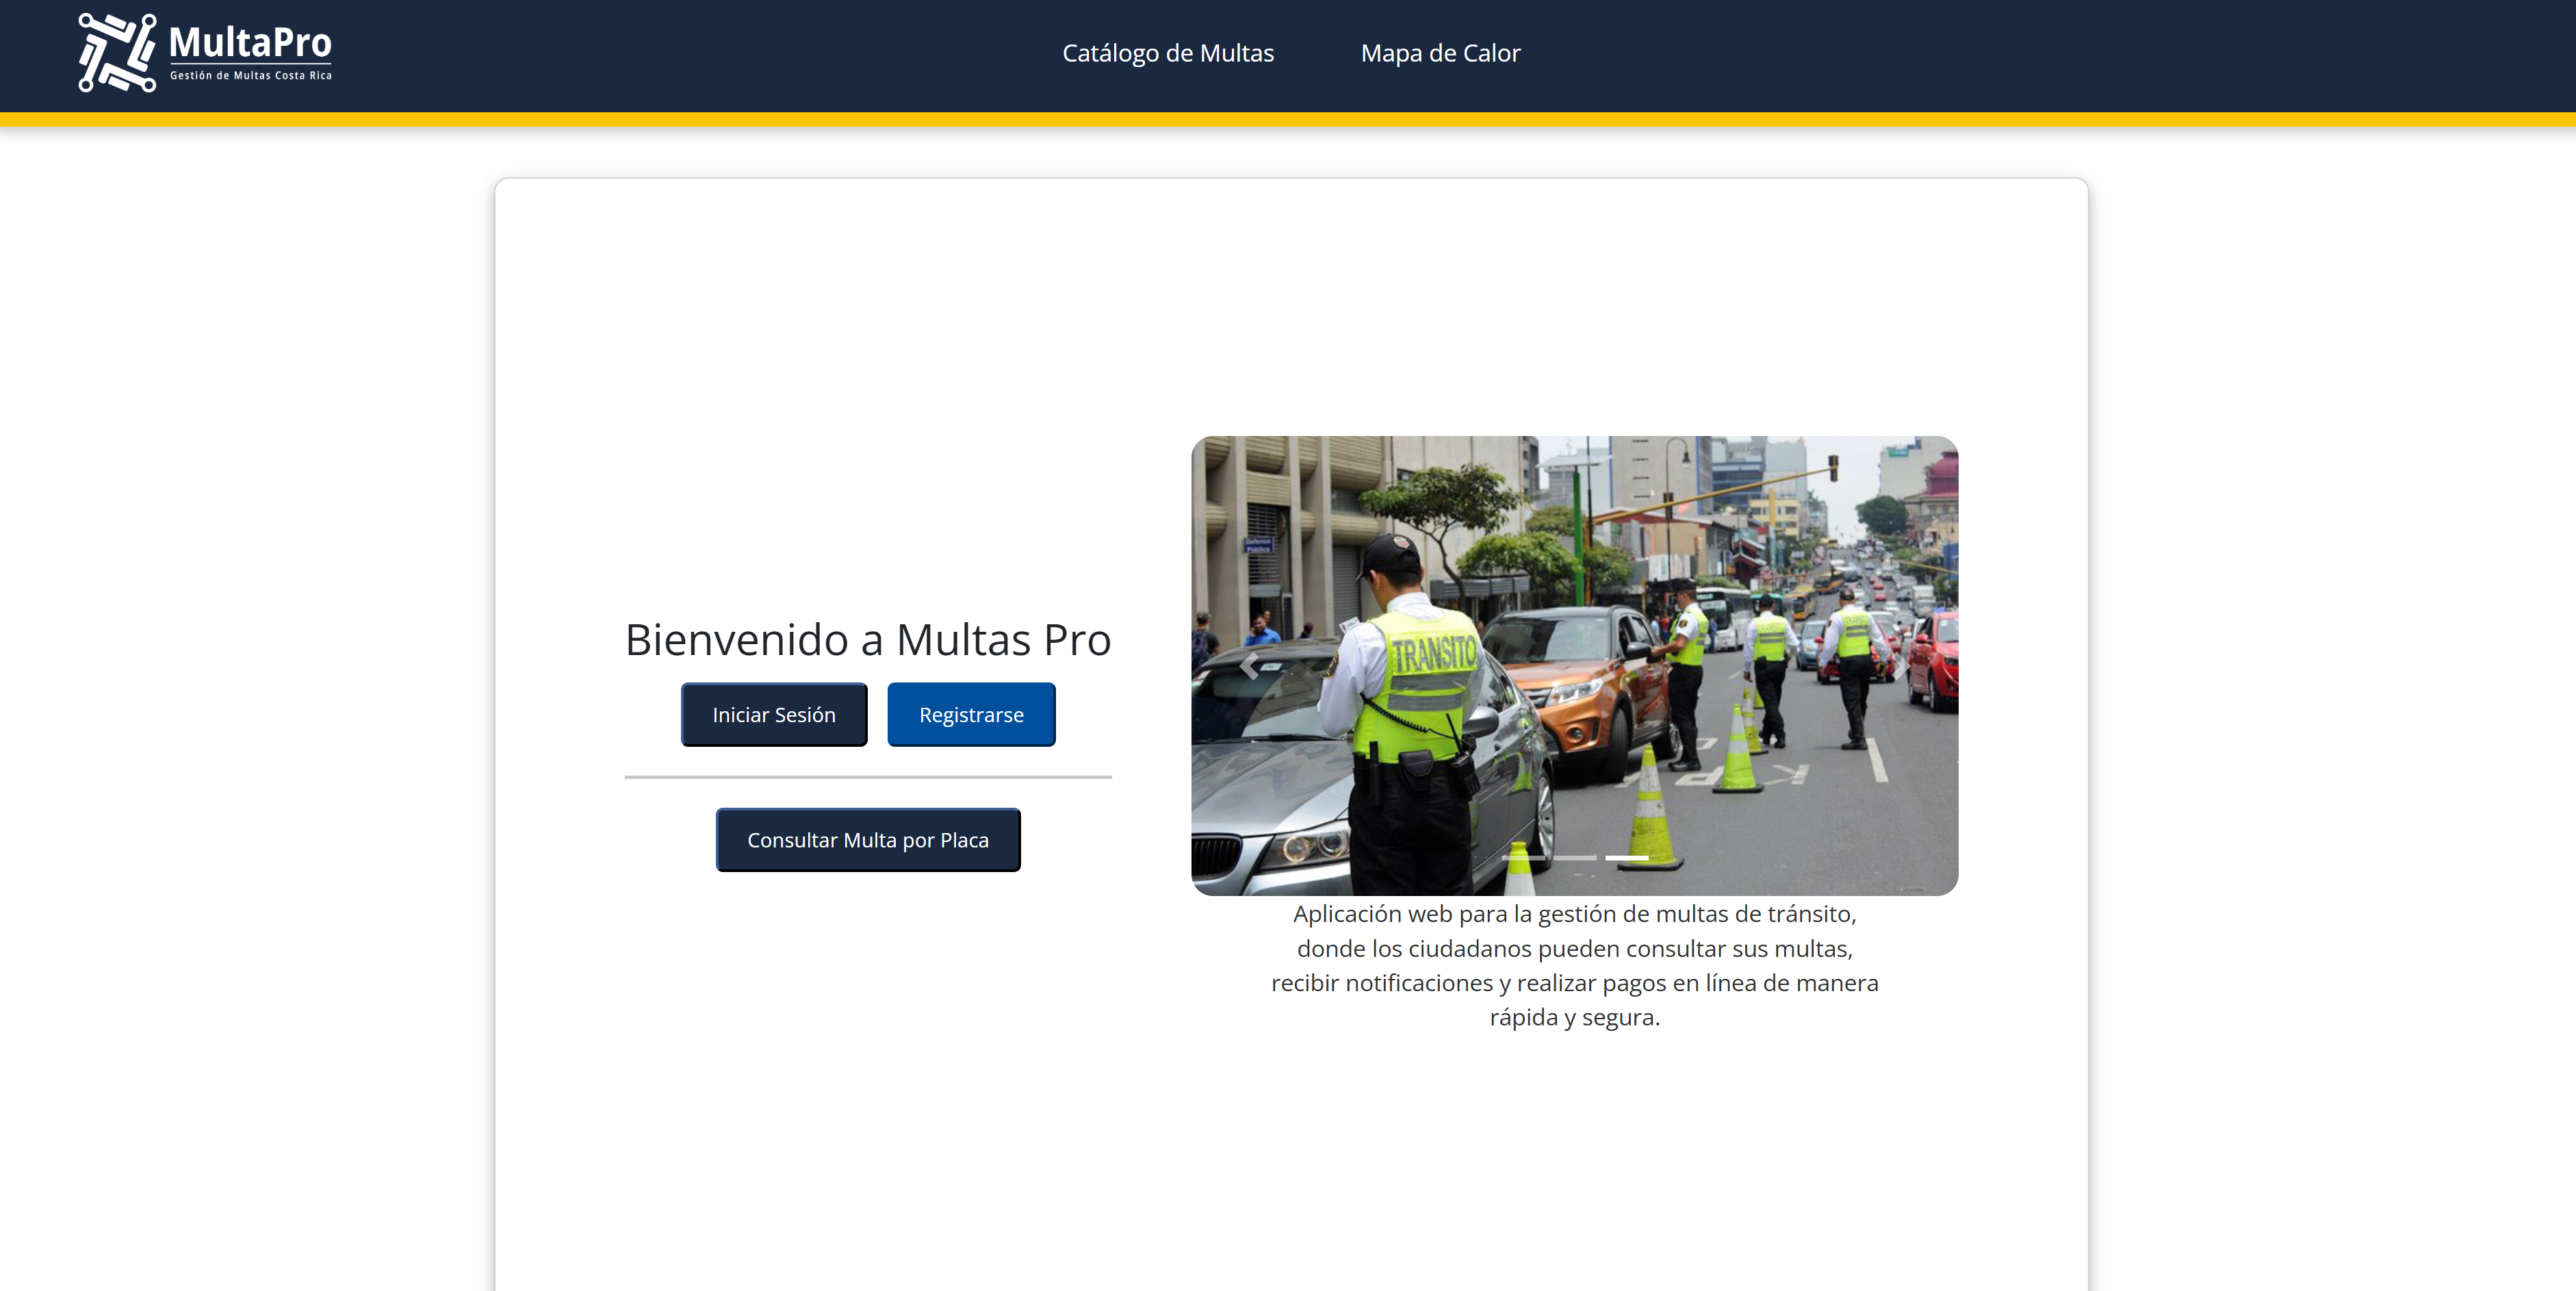 MultaPro
Gestión de Multas Costa Rica
Catálogo de Multas
Mapa de Calor
Bienvenido a Multas Pro
Iniciar Sesión
Registrarse
Consultar Multa por Placa
Defensa
Pública
TRANSITO
Aplicación web para la gestión de multas de tránsito,
donde los ciudadanos pueden consultar sus multas,
recibir notificaciones y realizar pagos en línea de manera
rápida y segura.